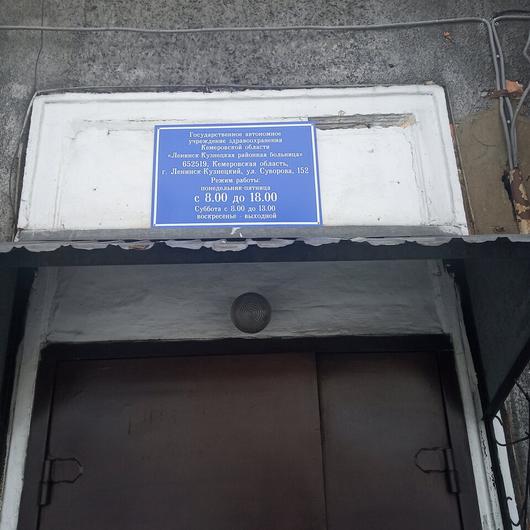 Государственное автономное
учреждение здравоохранения
Кемеровской области
«Ленинск-Кузнецкая районная больница»
652519, Кемеровская область,
г. Ленинск-Кузнецкий, ул. Суворова, 152
Режим работы:
понедельник-пятница
с 8.00 до 18.00
Суббота с 8.00 до 13.00
воскресенье - выходной